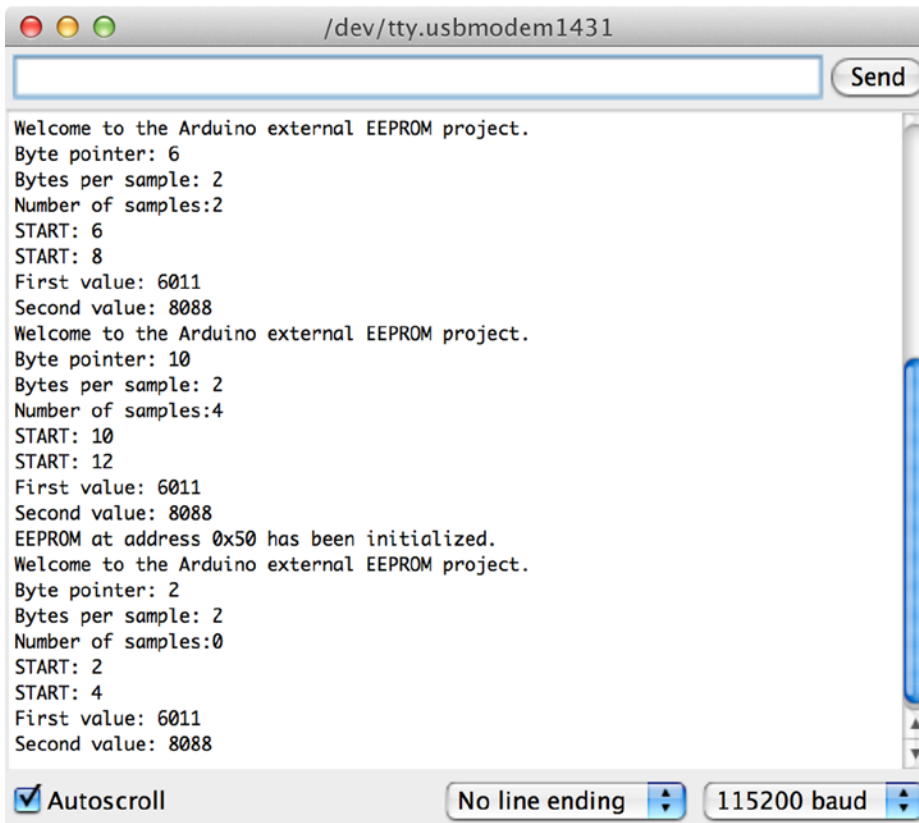 /dev/tty.usbmodem1431
Send
Welcome to the Arduino external EEPROM project.
Byte pointer: 6
Bytes per sample: 2
Number of samples:2
START: 6
START: 8
First value: 6011
Second value: 8088
Welcome to the Arduino external EEPROM project.
Byte pointer: 10
Bytes per sample: 2
Number of samples:4
START: 10
START: 12
First value: 6011
Second value: 8088
EEPROM at address 0x50 has been initialized.
Welcome to the Arduino external EEPROM project.
Byte pointer: 2
Bytes per sample: 2
Number of samples:0
START: 2
START: 4
First value: 6011
Second value: 8088
Autoscroll No line ending 115200 baud